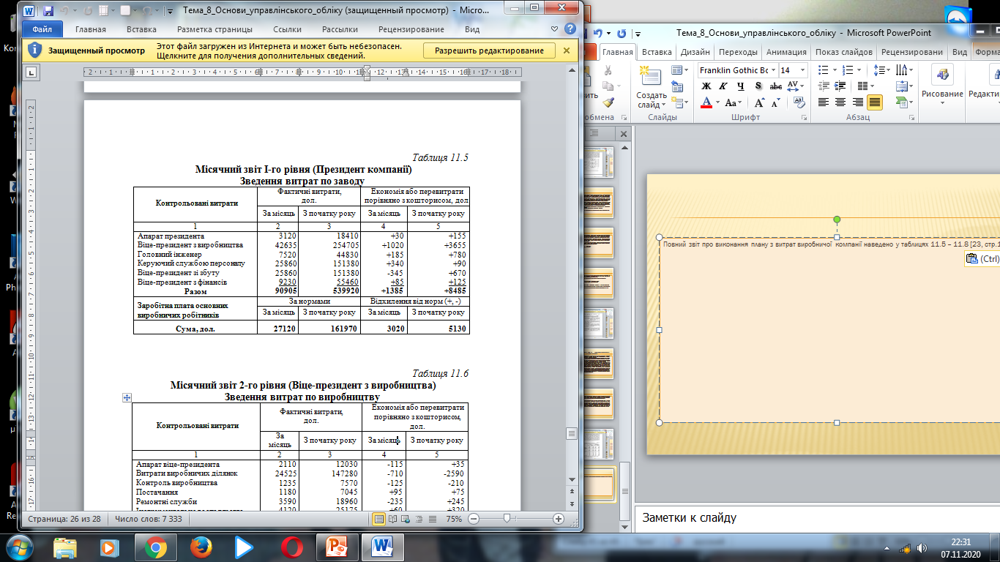 Тема_8_Основи_управлінського_обліку (защищенный просмотр) - Micro...
Файл Главная Вставка Разметка страницы Ссылки Рассылки Рецензирование Вид
Защищенный просмотр Этот файл загружен из Интернета и может быть небезопасен. Щелкните для получения дополнительных сведений. Разрешить редактирование
Таблиця 11.5
Місячний звіт І-го рівня (Президент компанії)
Зведення витрат по заводу
Контрольовані витрати Фактичні витрати, дол. Економія або перевитрати порівняно з кошторисом, дол
За місяць З початку року За місяць З початку року
1 2 3 4 5
Апарат президента 3120 18410 +30 +155
Віце-президент з виробництва 42635 254705 +1020 +3655
Головний інженер 7520 44830 +185 +780
Керуючий службою персоналу 25860 151380 +340 +90
Віце-президент зі збуту 25860 151380 -345 +670
Віце-президент з фінансів 9230 55460 +85 +125
Разом 90905 539920 +1385 +8485
Заробітна плата основних виробничих робітників За нормами Відхилення від норм (+, -)
За місяць З початку року За місяць З початку року
Сума, дол. 27120 161970 3020 5130
Таблиця 11.6
Місячний звіт 2-го рівня (Віце-президент з виробництва)
Зведення витрат по виробництву
Контрольовані витрати Фактичні витрати, дол. Економія або перевитрати порівняно з кошторисом, дол.
За місяць З початку року За місяць З початку року
1 2 3 4 5
Апарат віце-президента 2110 12030 -115 +35
Витрати виробничих ділянок 24525 147280 -710 -2590
Контроль виробництва 1235 7570 -125 -210
Постачання 1180 7045 +95 +75
Ремонтні служби 3590 18960 -235 +245
Страница: 26 из 28 Число слов: 7 333 75%
Тема_8_Основи_управлінського_обліку - Microsoft PowerPoint
Главная Вставка Дизайн Переходы Анимация Показ слайдов Рецензировани Вид Форма
Franklin Gothic Bc 14
Создать слайд
Рисование
Слайды Шрифт Абзац
Повний звіт про виконання плану з витрат виробничої компанії наведено у таблицях 11.5 – 11.8 [23, стр.1
(Ctrl)
Заметки к слайду
22:31
07.11.2020